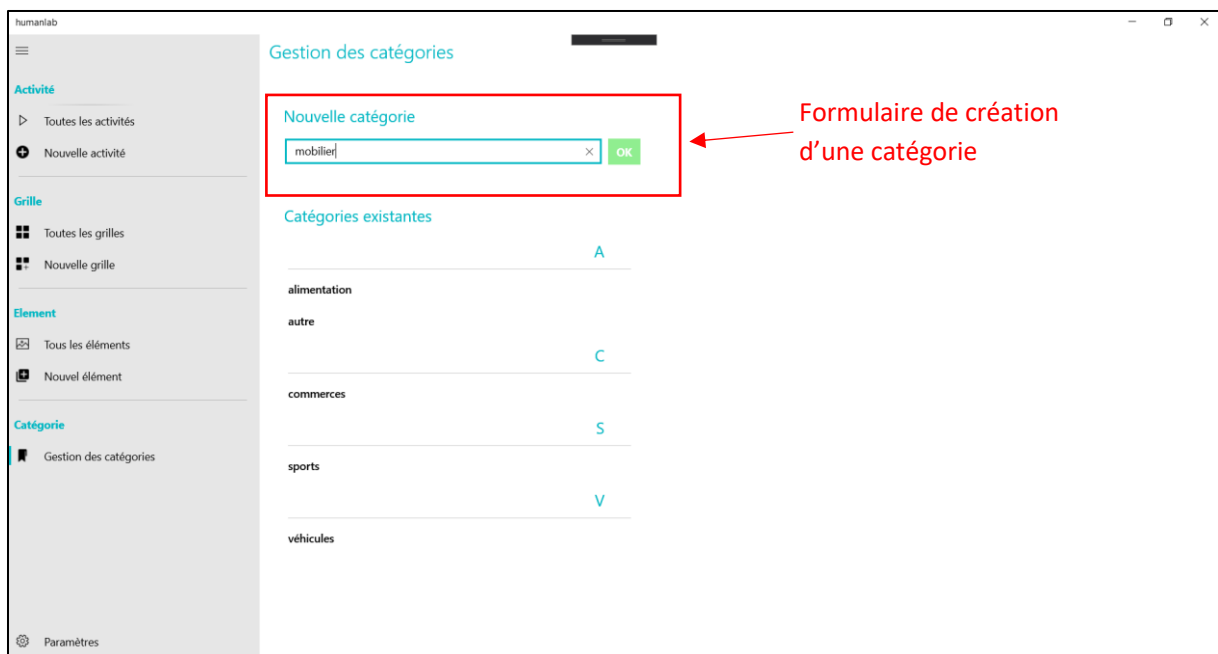 humanlab
Gestion des catégories
Activité
Toutes les activités
Nouvelle activité
Grille
Toutes les grilles
Nouvelle grille
Element
Tous les éléments
Nouvel élément
Catégorie
Gestion des catégories
Paramètres
Nouvelle catégorie
mobilier
OK
Formulaire de création
d’une catégorie
Catégories existantes
A
alimentation
autre
C
commerces
S
sports
V
véhicules